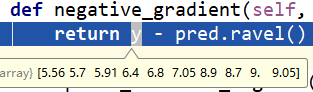 def negative_gradient(self,
return y - pred.ravel()
array} [5.56 5.7 5.91 6.4 6.8 7.05 8.9 8.7 9. 9.05]